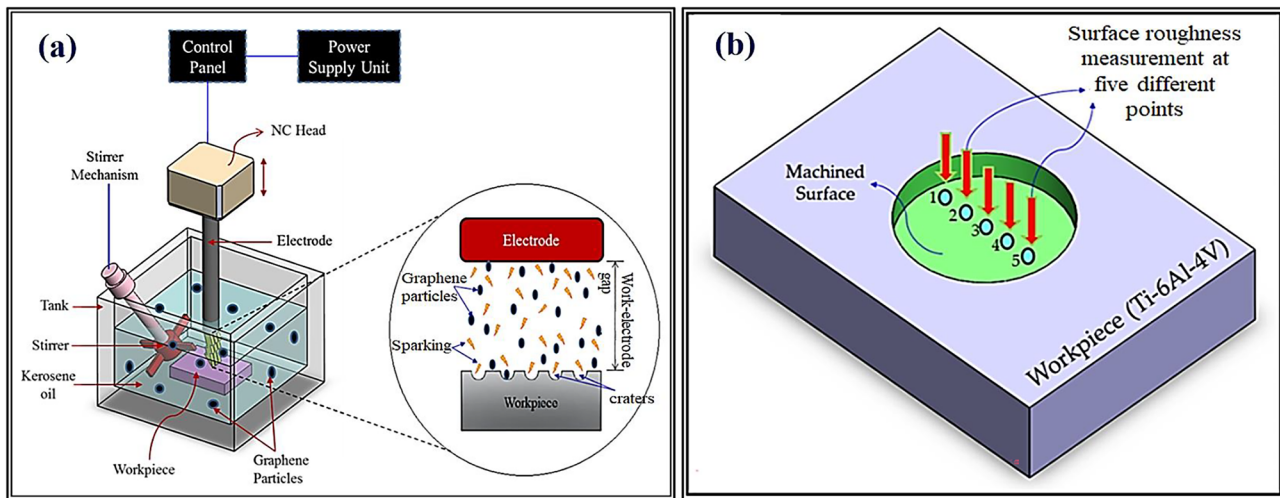 (a)
Control
Panel
Power
Supply Unit
NC Head
Stirrer
Mechanism
Electrode
Tank
Stirrer
Kerosene
oil
Workpiece
Graphene
Particles
Electrode
Graphene
particles
Work-electrode
gap
Sparking
craters
Workpiece
(b)
Surface roughness
measurement at
five different
points
Machined
Surface
1
2
3
4
5
Workpiece (Ti-6Al-4V)